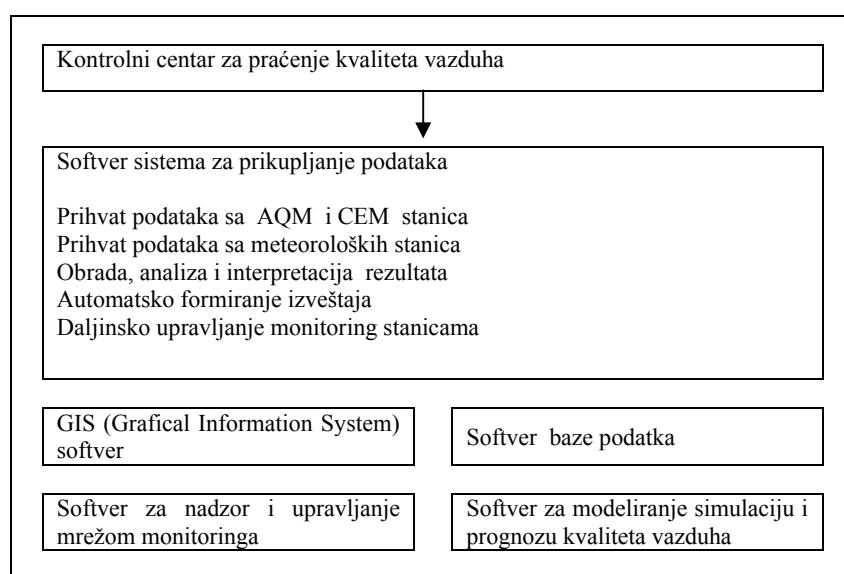 Kontrolni centar za praćenje kvaliteta vazduha
Softver sistema za prikupljanje podataka
Prihvat podataka sa AQM i CEM stanica
Prihvat podataka sa meteoroloških stanica
Obrada, analiza i interpretacija rezultata
Automatsko formiranje izveštaja
Daljinsko upravljanje monitoring stanicama
GIS (Grafical Information System)
softver
Softver baze podatka
Softver za nadzor i upravljanje
mrežom monitoringa
Softver za modeliranje simulaciju i
prognozu kvaliteta vazduha